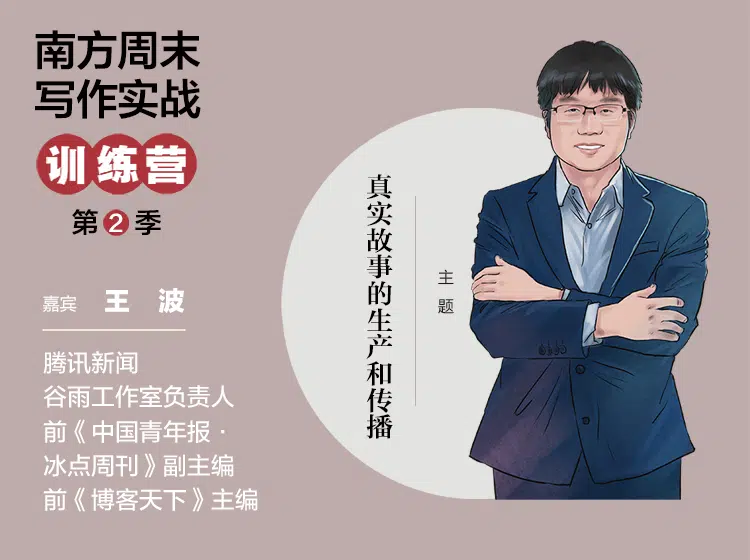 南方周末
写作实战
训练营
第2季
嘉宾 王波
腾讯新闻
谷雨工作室负责人
前《中国青年报·
冰点周刊》副主编
前《博客天下》主编
主题
真实故事的生产和传播